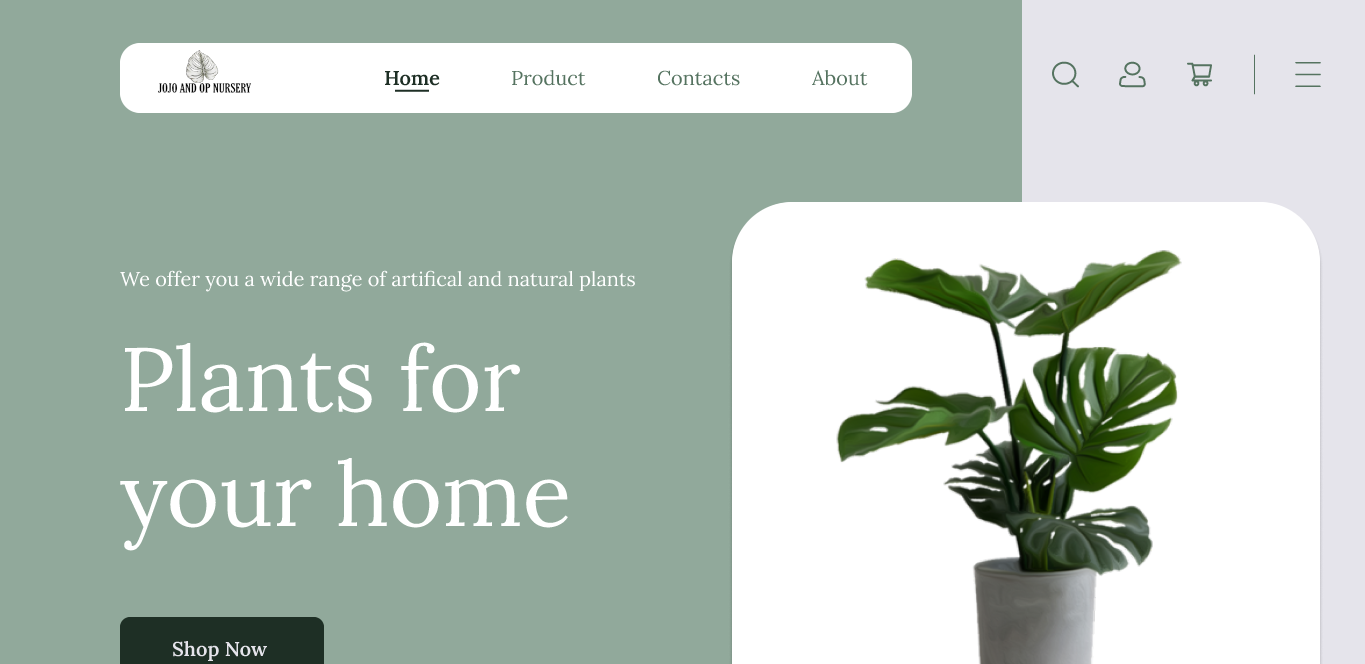 JOJO AND OP NURSERY
Home Product Contacts About
We offer you a wide range of artifical and natural plants
Plants for
your home
Shop Now